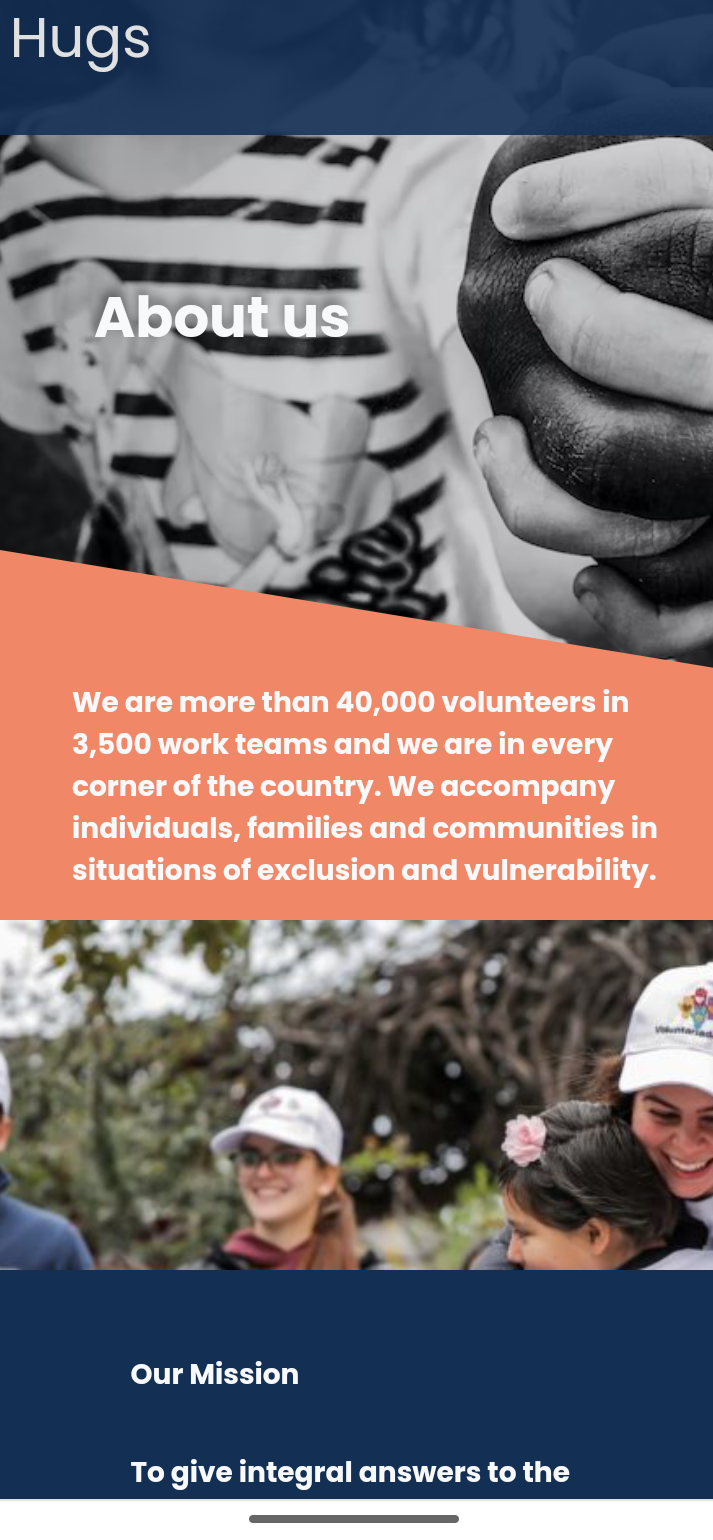 Hugs
About us
We are more than 40,000 volunteers in
3,500 work teams and we are in every
corner of the country. We accompany
individuals, families and communities in
situations of exclusion and vulnerability.
Our Mission
To give integral answers to the